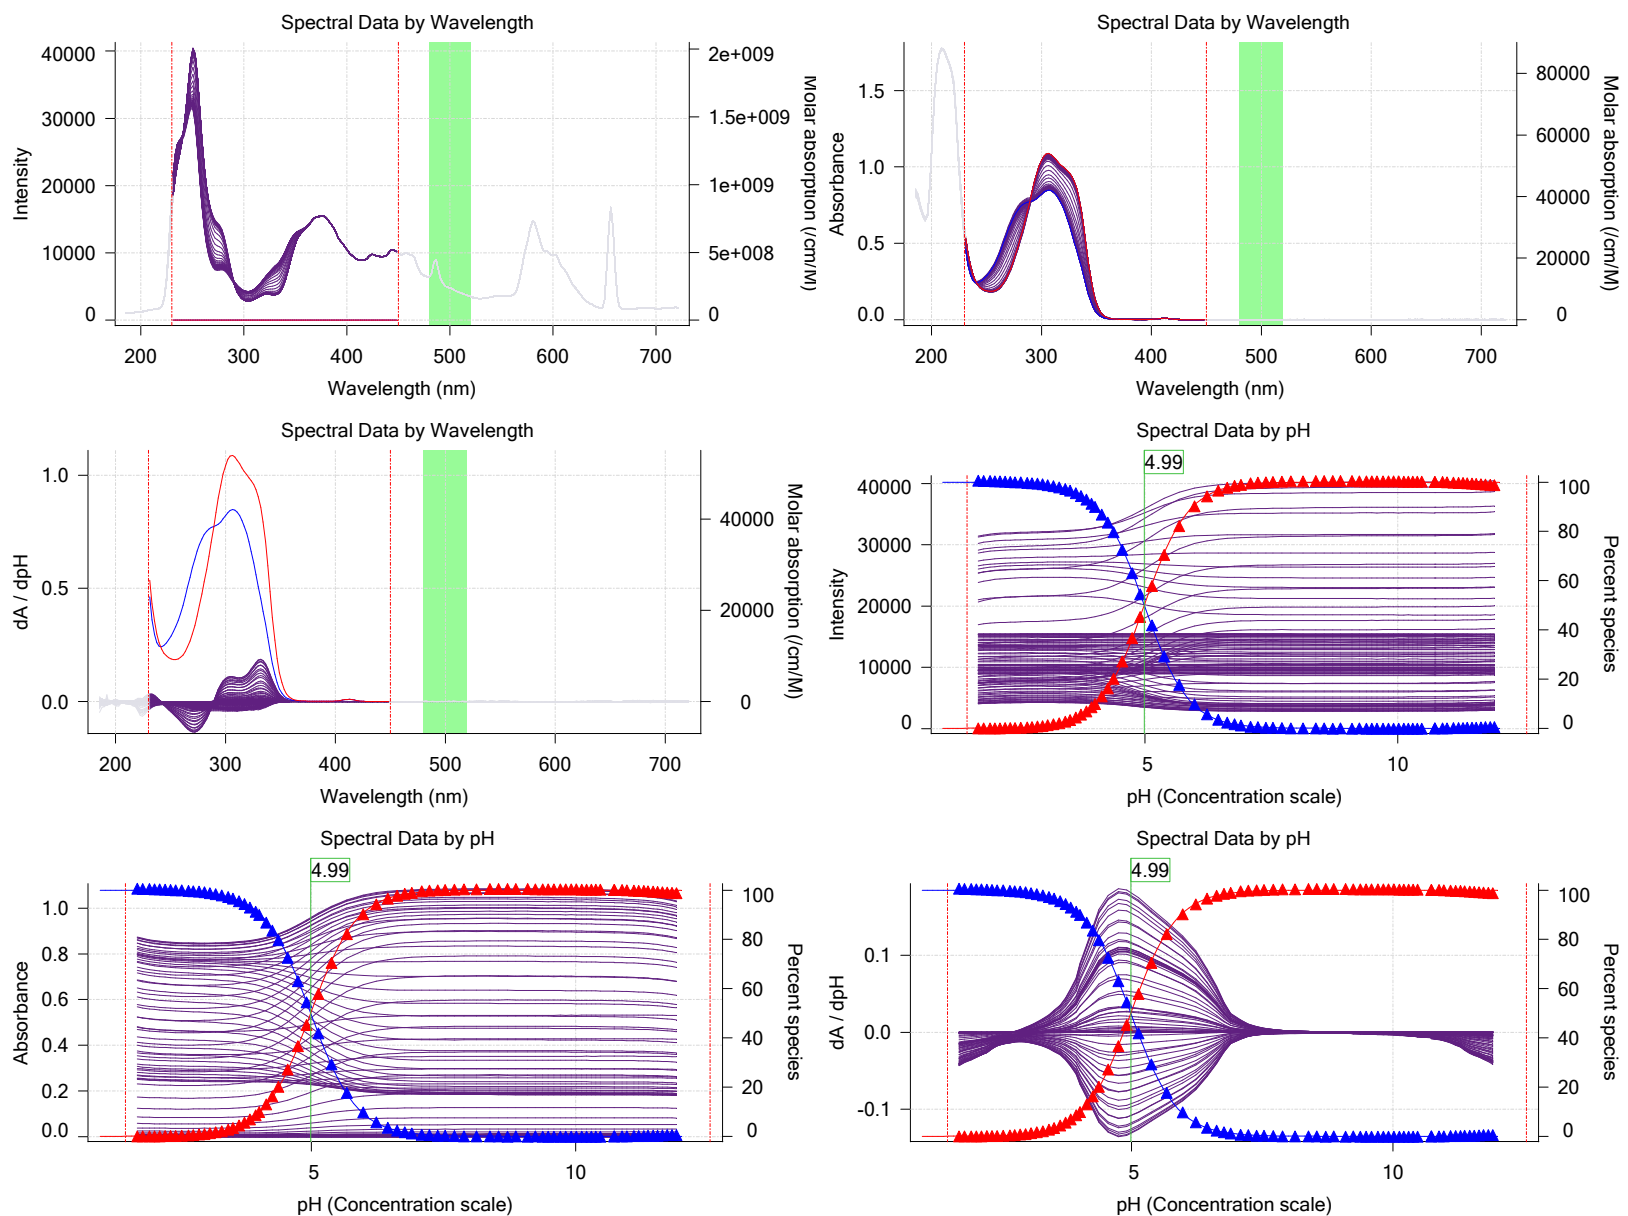 Spectral Data by Wavelength
40000
30000
20000
10000
0
Intensity
2e+009
1.5e+009
1e+009
5e+008
0
Molar absorption (/cm/M)
200 300 400 500 600 700
Wavelength (nm)
Spectral Data by Wavelength
1.5
1.0
0.5
0.0
Absorbance
80000
60000
40000
20000
0
Molar absorption (/cm/M)
200 300 400 500 600 700
Wavelength (nm)
Spectral Data by Wavelength
1.0
0.5
0.0
dA / dpH
40000
20000
0
Molar absorption (/cm/M)
200 300 400 500 600 700
Wavelength (nm)
Spectral Data by pH
4.99
40000
30000
20000
10000
0
Intensity
100
80
60
40
20
0
Percent species
5 10
pH (Concentration scale)
Spectral Data by pH
4.99
1.0
0.8
0.6
0.4
0.2
0.0
Absorbance
100
80
60
40
20
0
Percent species
5 10
pH (Concentration scale)
Spectral Data by pH
4.99
0.1
0.0
-0.1
dA / dpH
100
80
60
40
20
0
Percent species
5 10
pH (Concentration scale)